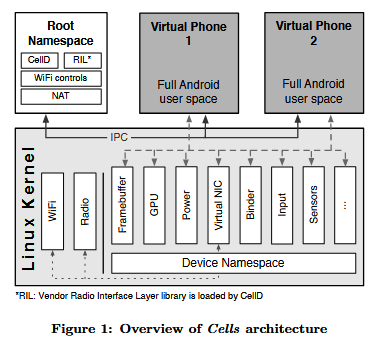 Root
Namespace
CellD
RIL*
WiFi controls
NAT
Virtual Phone
1
Full Android
user space
Virtual Phone
2
Full Android
user space
IPC
Linux Kernel
WiFi
Radio
Framebuffer
GPU
Power
Virtual NIC
Binder
Input
Sensors
...
Device Namespace
*RIL: Vendor Radio Interface Layer library is loaded by CellD
Figure 1: Overview of Cells architecture